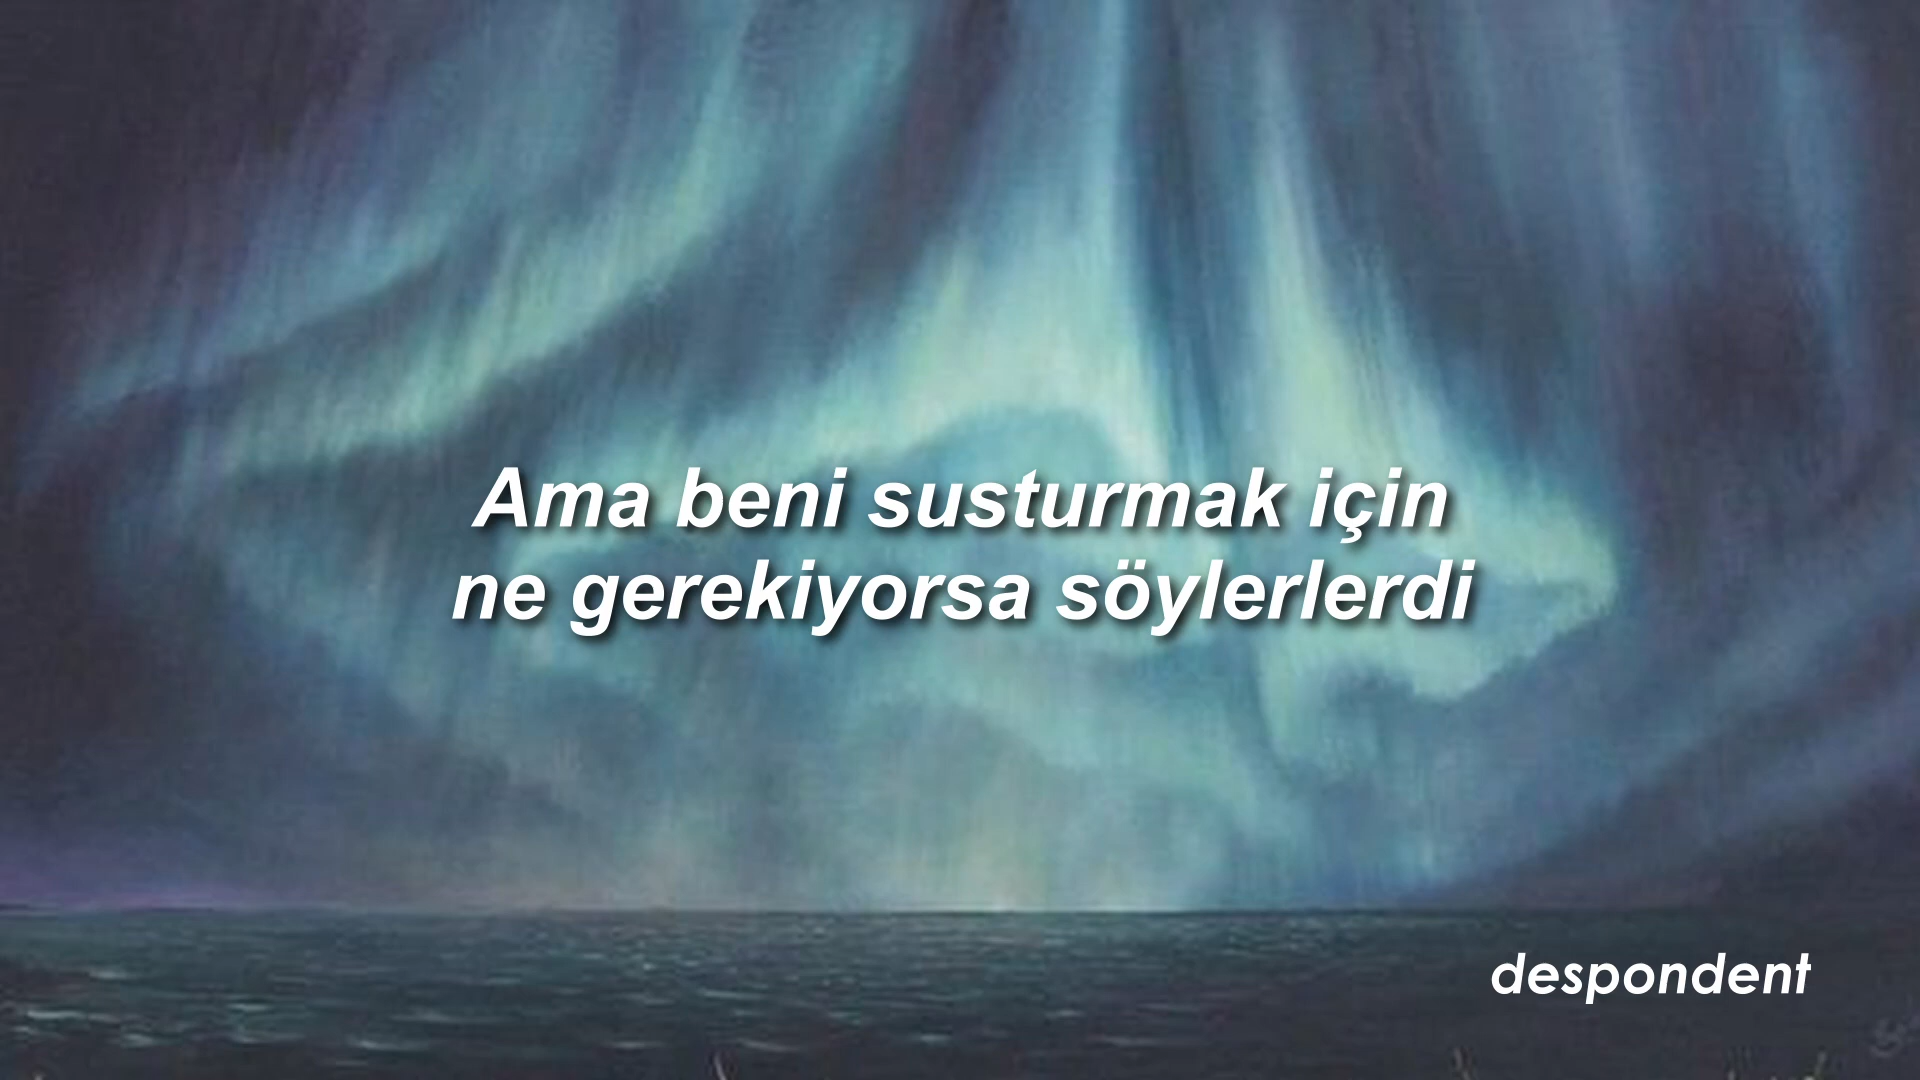 Ama beni susturmak için
ne gerekiyorsa söylerlerdi
despondent